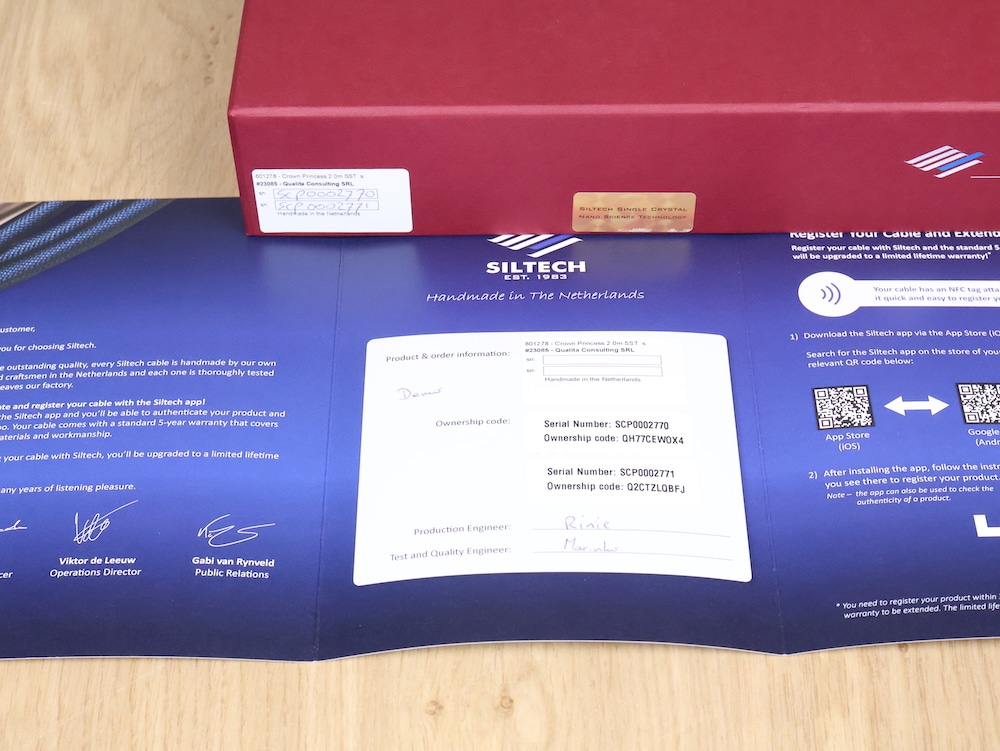 801278 - Crown Princess 2.0m SST s
#23085 - Qualita Consulting SRL
sn: SCP0002770
sn: SCP0002771
Handmade in the Netherlands
SILTECH SINGLE CRYSTAL
NANO SCIENCE TECHNOLOGY
ustomer,
ou for choosing Siltech.
e outstanding quality, every Siltech cable is handmade by our own
d craftsmen in the Netherlands and each one is thoroughly tested
eaves our factory.
ate and register your cable with the Siltech app!
the Siltech app and you'll be able to authenticate your product and
oo. Your cable comes with a standard 5-year warranty that covers
aterials and workmanship.
g your cable with Siltech, you'll be upgraded to a limited lifetime
any years of listening pleasure.
cer
Viktor de Leeuw
Operations Director
Gabi van Rynveld
Public Relations
SILTECH
EST. 1983
Handmade in The Netherlands
Product & order information:
801278 - Crown Princess 2.0m SST s
#23085 - Qualita Consulting SRL
sn:
sn:
Handmade in the Netherlands
Demo
Ownership code:
Serial Number: SCP0002770
Ownership code: QH77CEWOX4
Serial Number: SCP0002771
Ownership code: Q2CTZLQBFJ
Production Engineer: Rinie
Test and Quality Engineer:
Register Your Cable and Extend
Register your cable with Siltech and the standard 5
will be upgraded to a limited lifetime warranty!*
Your cable has an NFC tag atta
it quick and easy to register yo
1) Download the Siltech app via the App Store (iO
Search for the Siltech app on the store of your
relevant QR code below:
App Store
(iOS)
Google
(Andr
2) After installing the app, follow the instr
you see there to register your product.
Note – the app can also be used to check the
authenticity of a product.
* You need to register your product within
warranty to be extended. The limited life